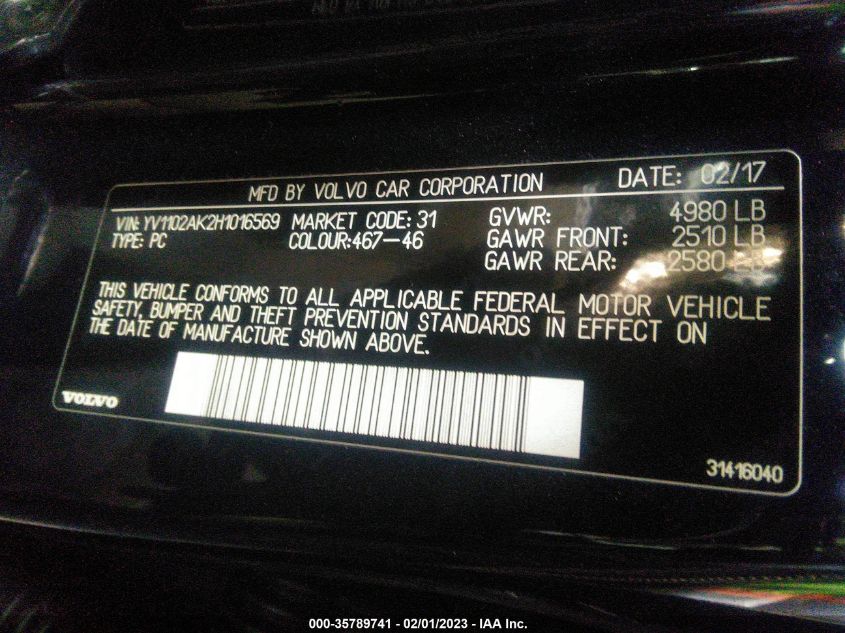 MFD BY VOLVO CAR CORPORATION DATE: 02/17
VIN: YV1102AK2H1016569 MARKET CODE: 31 GVWR: 4980 LB
TYPE: PC COLOUR:467-46 GAWR FRONT: 2510 LB
GAWR REAR: 2580 LB
THIS VEHICLE CONFORMS TO ALL APPLICABLE FEDERAL MOTOR VEHICLE
SAFETY, BUMPER AND THEFT PREVENTION STANDARDS IN EFFECT ON
THE DATE OF MANUFACTURE SHOWN ABOVE.
VOLVO
31416040
000-35789741 - 02/01/2023 - IAA Inc.